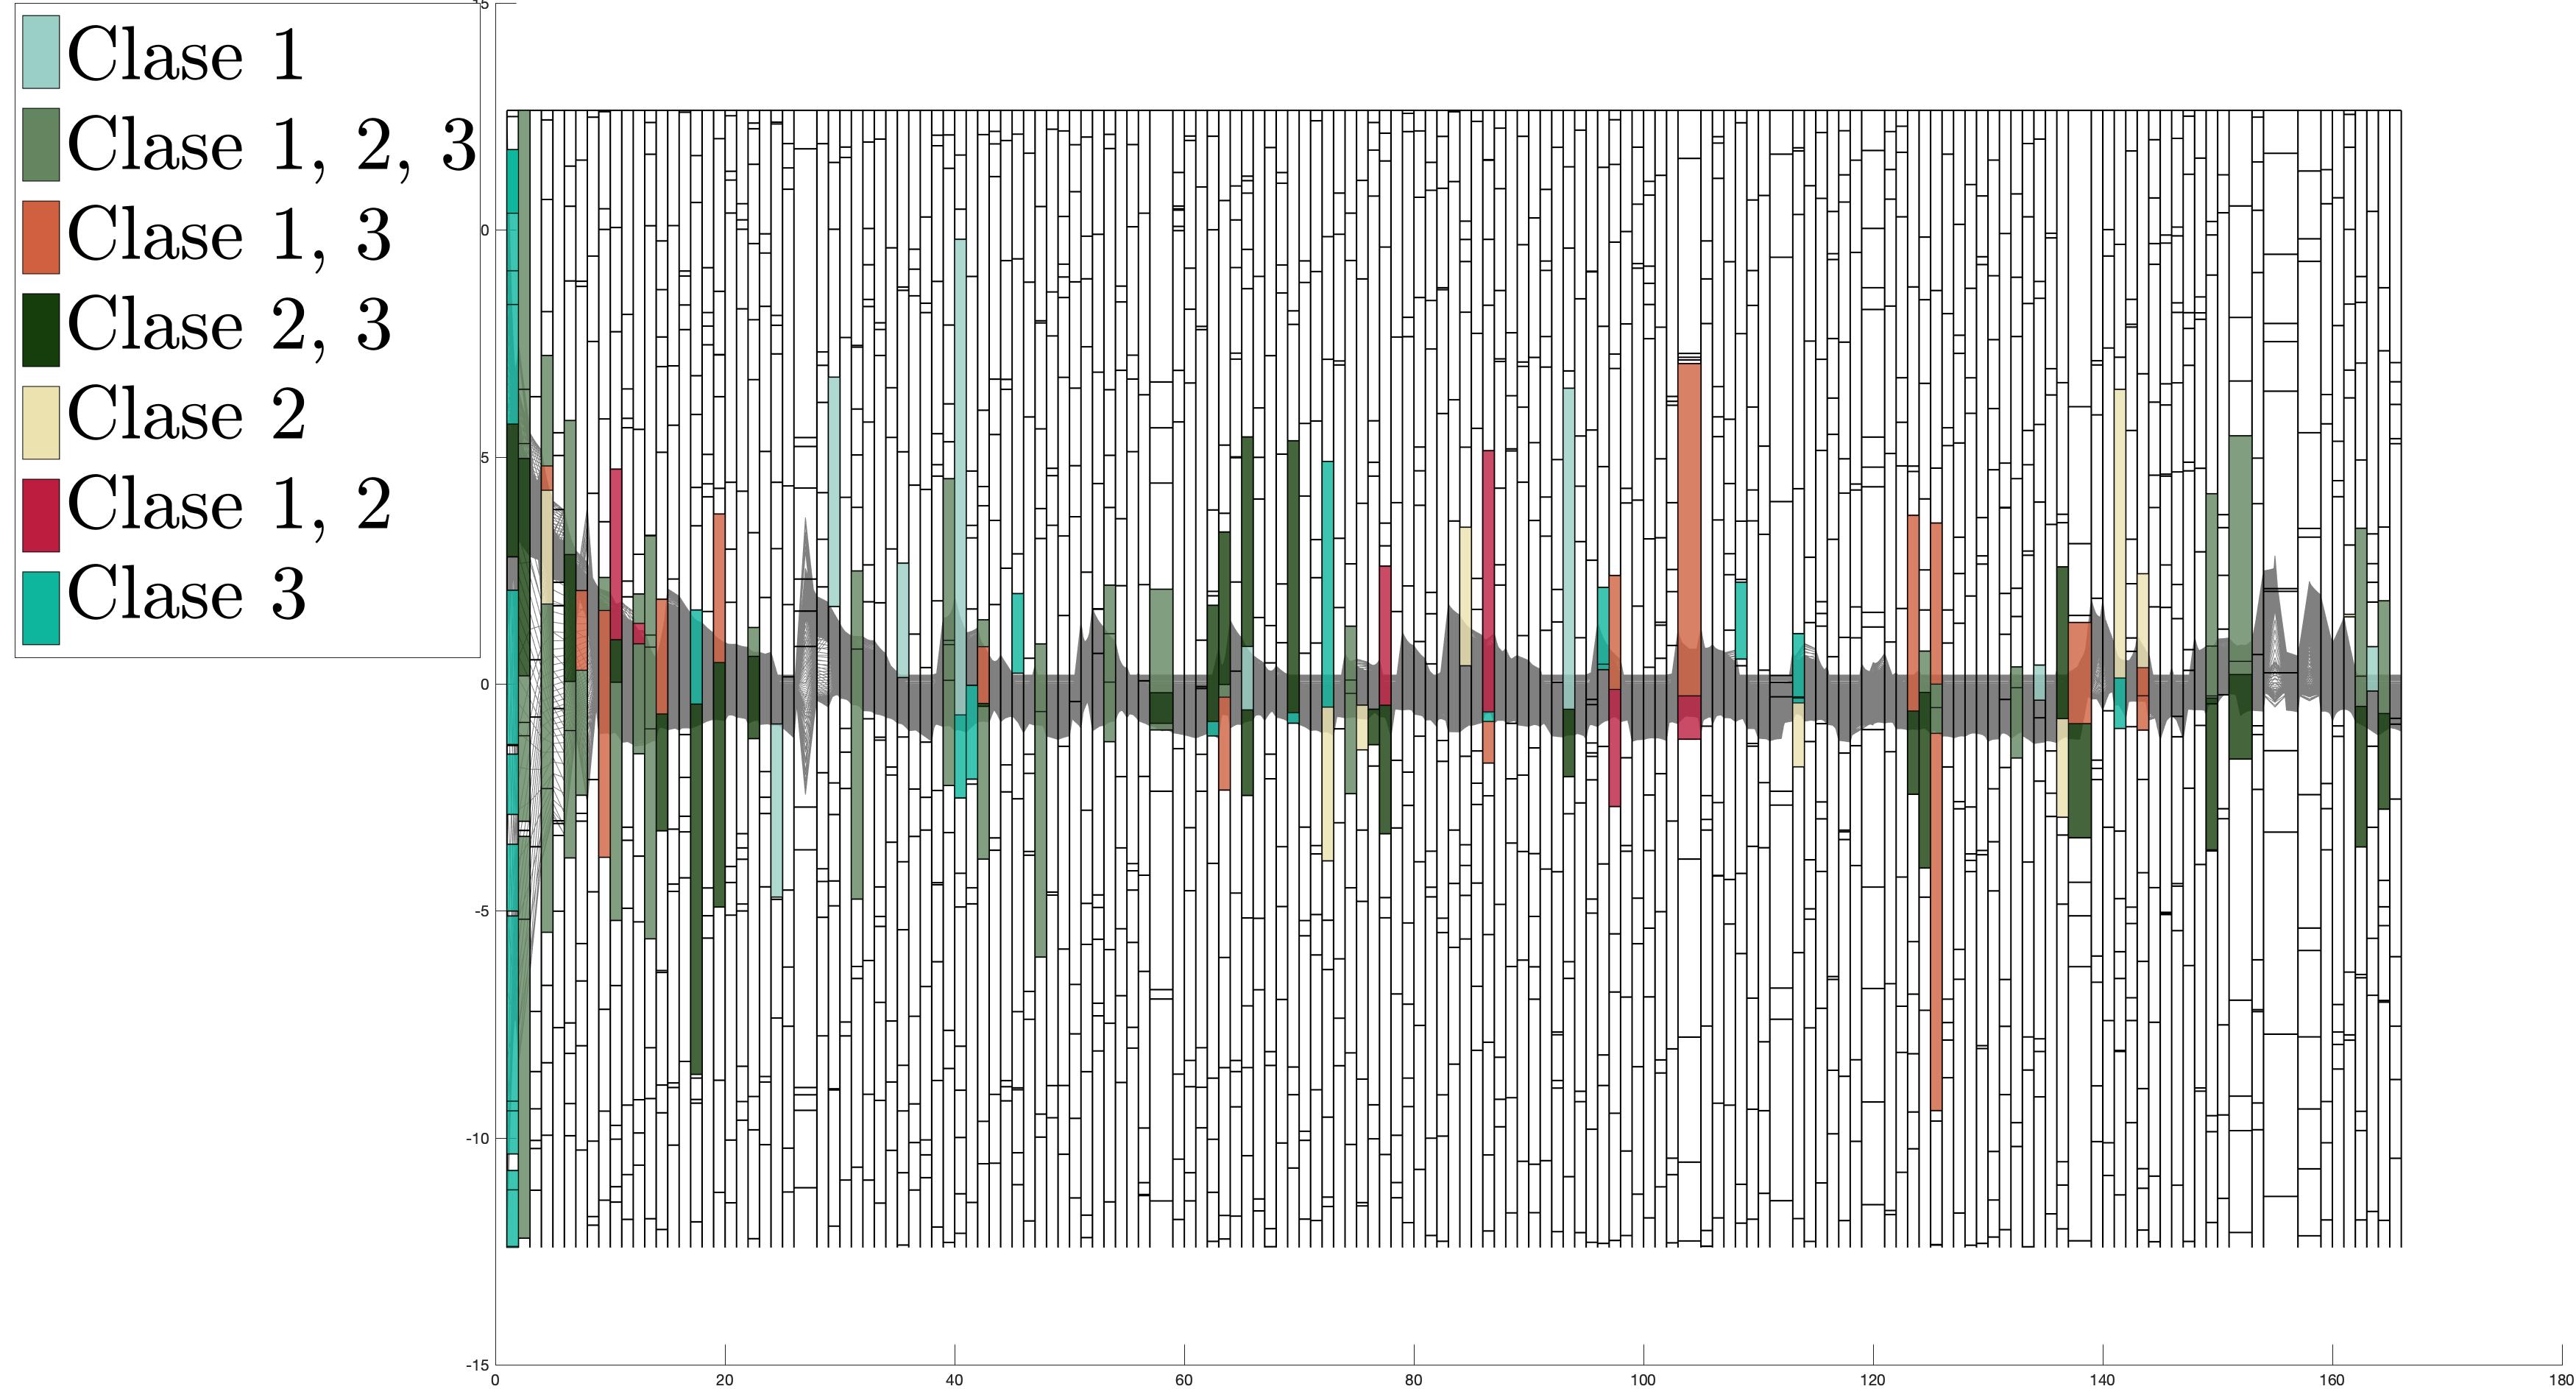 Clase 1
Clase 1, 2, 3
Clase 1, 3
Clase 2, 3
Clase 2
Clase 1, 2
Clase 3
5
0
5
0
-5
-10
-15
0 20 40 60 80 100 120 140 160 180